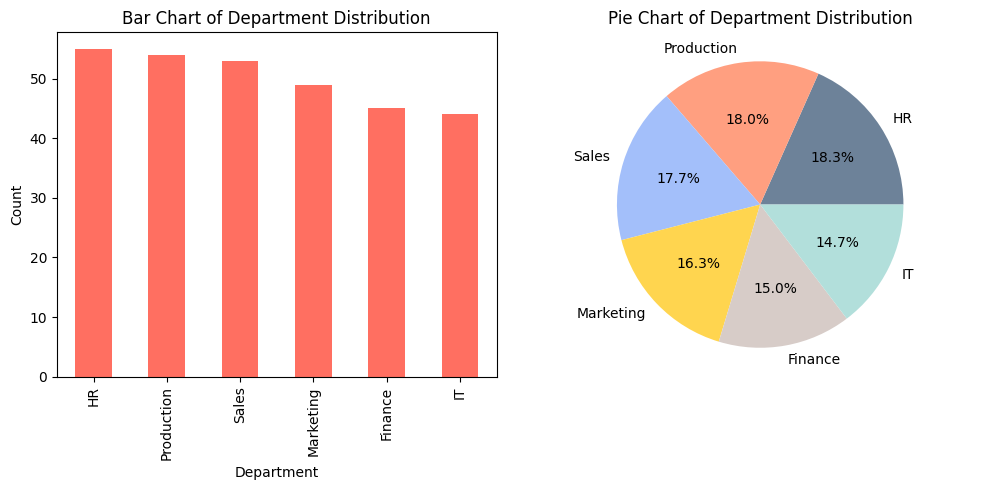 Bar Chart of Department Distribution
Count
50
40
30
20
10
0
HR
Production
Sales
Marketing
Finance
IT
Department
Pie Chart of Department Distribution
Production
HR
18.0%
18.3%
Sales
17.7%
14.7%
16.3%
15.0%
IT
Marketing
Finance